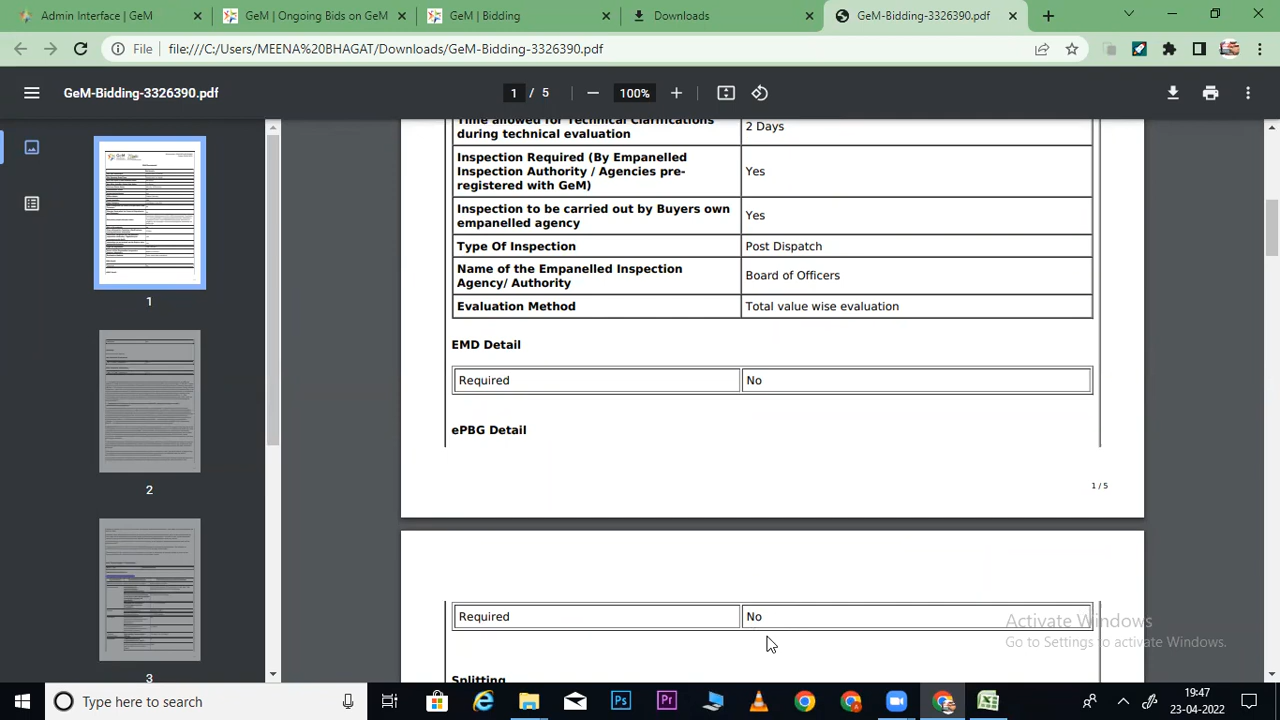 Admin Interface | GeM
GeM | Ongoing Bids on GeM
GeM | Bidding
Downloads
GeM-Bidding-3326390.pdf
File
file:///C:/Users/MEENA%20BHAGAT/Downloads/GeM-Bidding-3326390.pdf
GeM-Bidding-3326390.pdf
1 / 5
100%
Time allowed for Technical Clarifications
during technical evaluation
2 Days
Inspection Required (By Empanelled
Inspection Authority / Agencies pre-
registered with GeM)
Yes
Inspection to be carried out by Buyers own
empanelled agency
Yes
Type Of Inspection
Post Dispatch
Name of the Empanelled Inspection
Agency/ Authority
Board of Officers
Evaluation Method
Total value wise evaluation
EMD Detail
Required
No
ePBG Detail
1 / 5
Required
No
Splitting
1
2
3
Activate Windows
Go to Settings to activate Windows.
Type here to search
19:47
23-04-2022